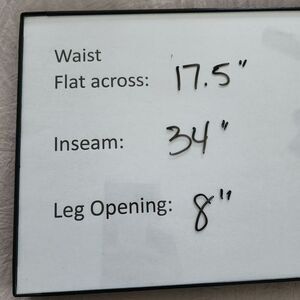 Waist
Flat across: 17.5"
Inseam: 34"
Leg Opening: 8"